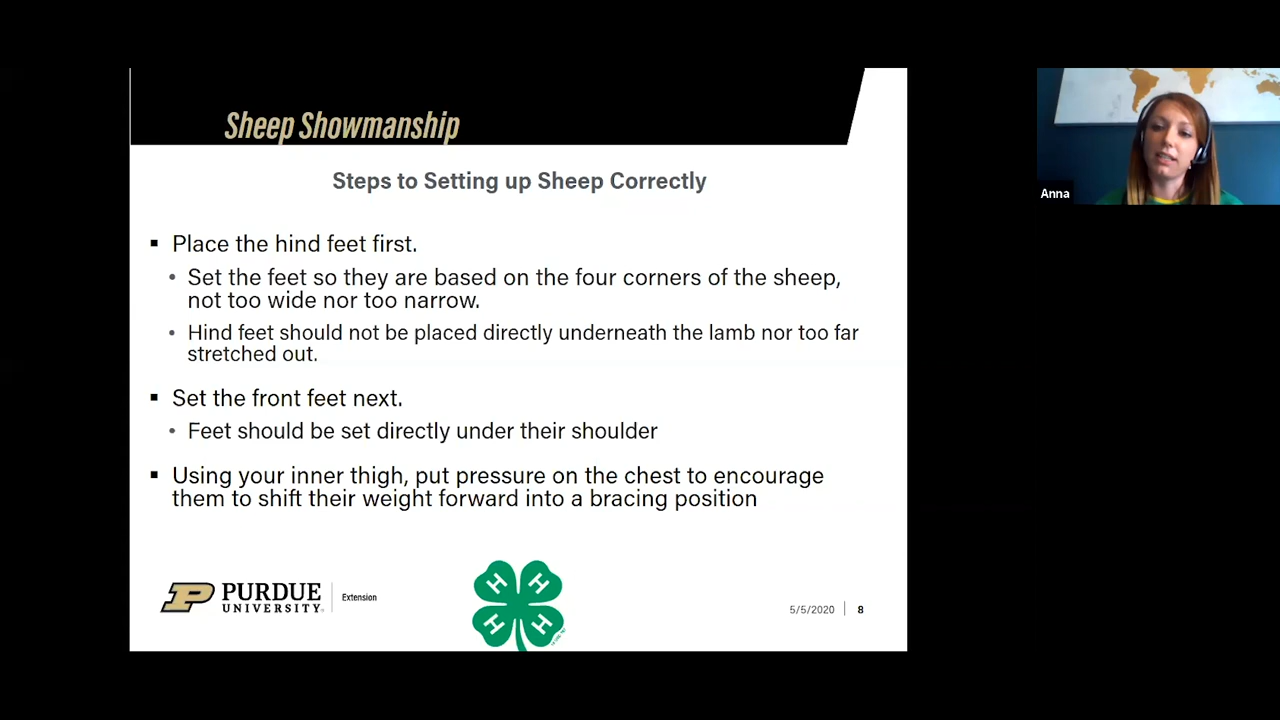 Sheep Showmanship
Steps to Setting up Sheep Correctly
▪ Place the hind feet first.
• Set the feet so they are based on the four corners of the sheep,
not too wide nor too narrow.
• Hind feet should not be placed directly underneath the lamb nor too far
stretched out.
▪ Set the front feet next.
• Feet should be set directly under their shoulder
▪ Using your inner thigh, put pressure on the chest to encourage
them to shift their weight forward into a bracing position
P PURDUE
UNIVERSITY
Extension
H H
H H
5/5/2020 8
Anna